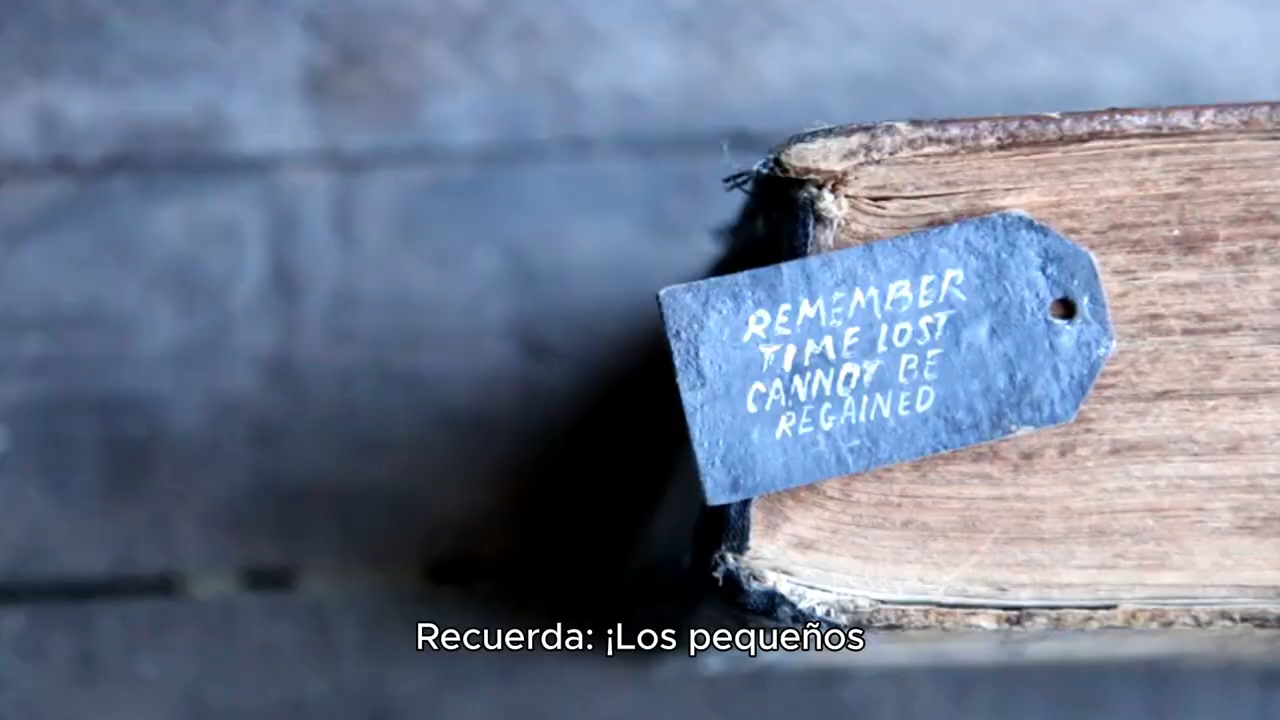 REMEMBER
TIME LOST
CANNOT BE
REGAINED
Recuerda: ¡Los pequeños